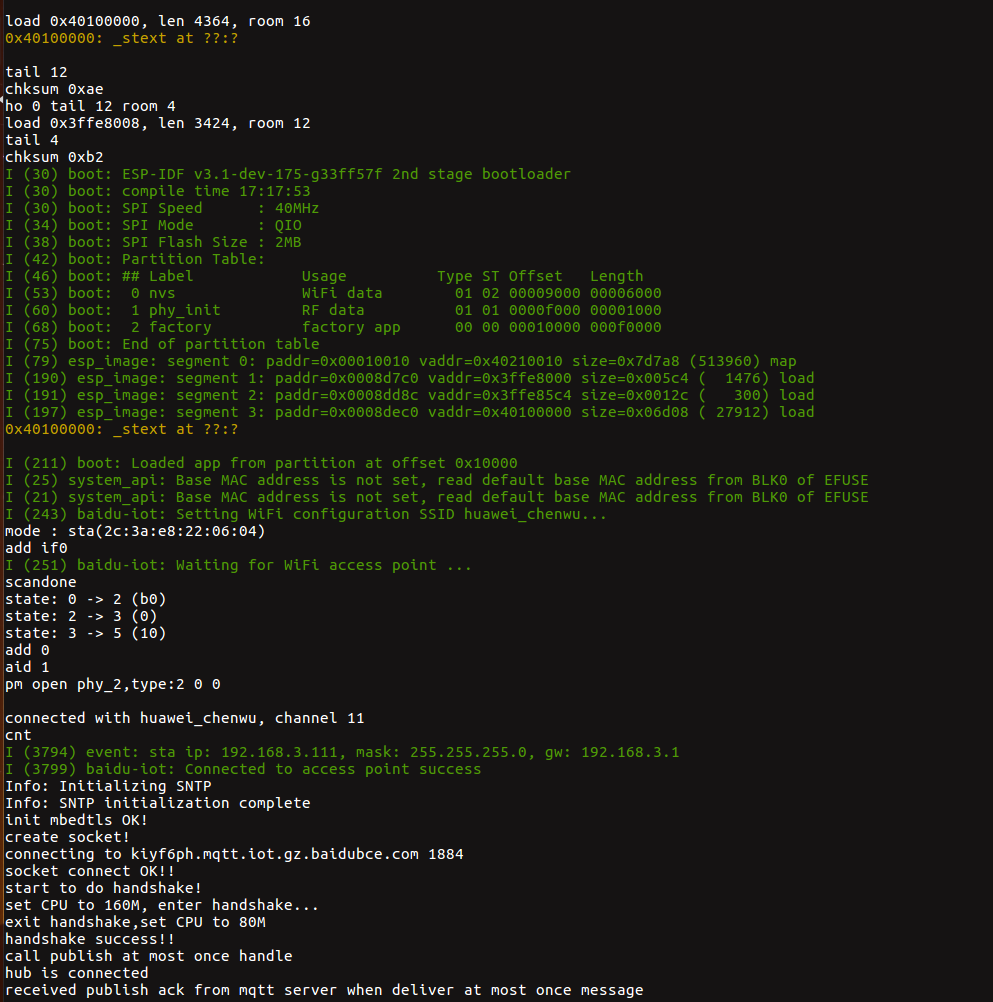 load 0x40100000, len 4364, room 16
0x40100000: _stext at ??:?
tail 12
chksum 0xae
ho 0 tail 12 room 4
load 0x3ffe8008, len 3424, room 12
tail 4
chksum 0xb2
I (30) boot: ESP-IDF v3.1-dev-175-g33ff57f 2nd stage bootloader
I (30) boot: compile time 17:17:53
I (30) boot: SPI Speed      : 40MHz
I (34) boot: SPI Mode       : QIO
I (38) boot: SPI Flash Size : 2MB
I (42) boot: Partition Table:
I (46) boot: ## Label            Usage          Type ST Offset   Length
I (53) boot:  0 nvs              WiFi data        01 02 00009000 00006000
I (60) boot:  1 phy_init         RF data          01 01 0000f000 00001000
I (68) boot:  2 factory          factory app      00 00 00010000 000f0000
I (75) boot: End of partition table
I (79) esp_image: segment 0: paddr=0x00010010 vaddr=0x40210010 size=0x7d7a8 (513960) map
I (190) esp_image: segment 1: paddr=0x0008d7c0 vaddr=0x3ffe8000 size=0x005c4 (  1476) load
I (191) esp_image: segment 2: paddr=0x0008dd8c vaddr=0x3ffe85c4 size=0x0012c (   300) load
I (197) esp_image: segment 3: paddr=0x0008dec0 vaddr=0x40100000 size=0x06d08 ( 27912) load
0x40100000: _stext at ??:?
I (211) boot: Loaded app from partition at offset 0x10000
I (25) system_api: Base MAC address is not set, read default base MAC address from BLK0 of EFUSE
I (21) system_api: Base MAC address is not set, read default base MAC address from BLK0 of EFUSE
I (243) baidu-iot: Setting WiFi configuration SSID huawei_chenwu...
mode : sta(2c:3a:e8:22:06:04)
add if0
I (251) baidu-iot: Waiting for WiFi access point ...
scandone
state: 0 -> 2 (b0)
state: 2 -> 3 (0)
state: 3 -> 5 (10)
add 0
aid 1
pm open phy_2,type:2 0 0
connected with huawei_chenwu, channel 11
cnt
I (3794) event: sta ip: 192.168.3.111, mask: 255.255.255.0, gw: 192.168.3.1
I (3799) baidu-iot: Connected to access point success
Info: Initializing SNTP
Info: SNTP initialization complete
init mbedtls OK!
create socket!
connecting to kiyf6ph.mqtt.iot.gz.baidubce.com 1884
socket connect OK!!
start to do handshake!
set CPU to 160M, enter handshake...
exit handshake,set CPU to 80M
handshake success!!
call publish at most once handle
hub is connected
received publish ack from mqtt server when deliver at most once message